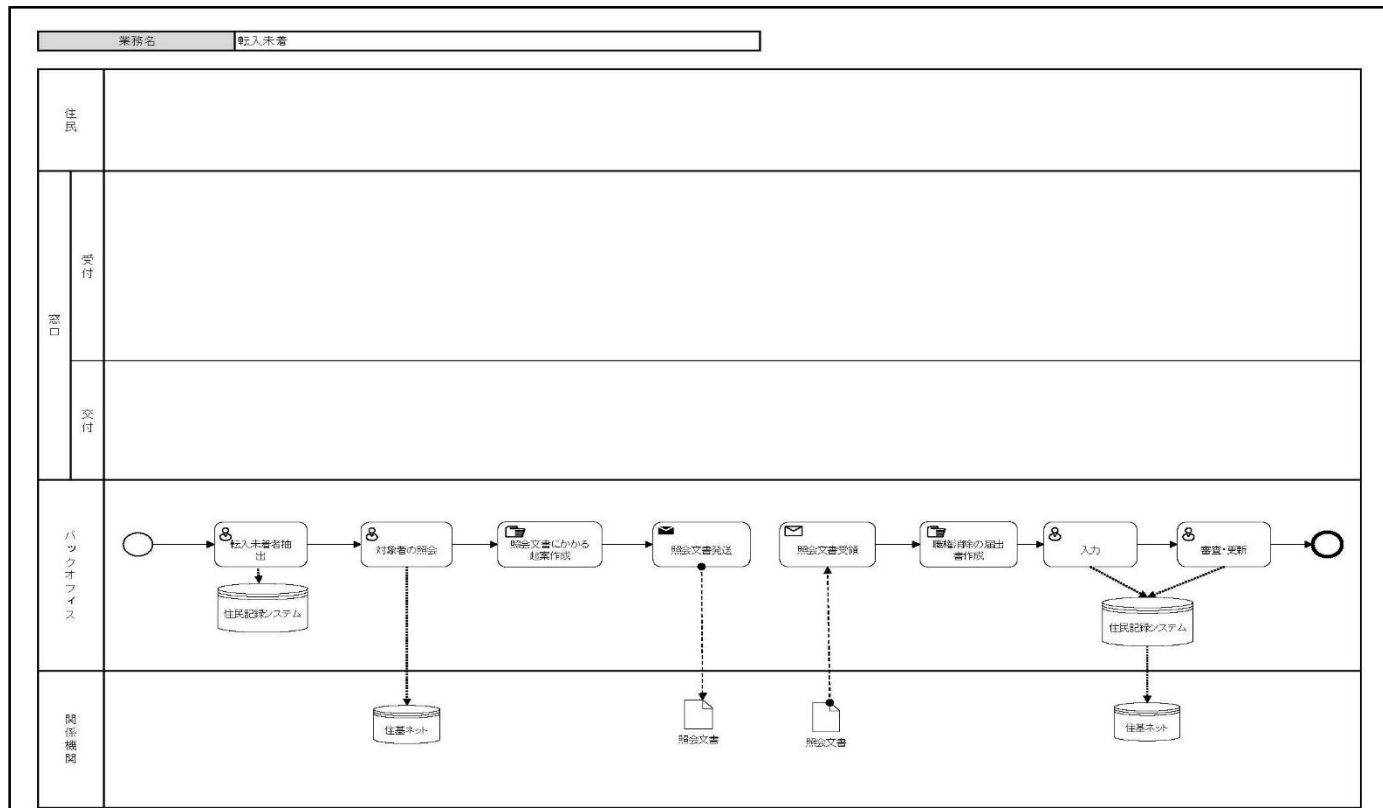 業務名
転入未着
住民
窓口
受付
交付
バックオフィス
転入未着者抽
出
対象者の照会
照会文書にかかる
起案作成
照会文書発送
照会文書受領
職権消除の届出
書作成
入力
審査・更新
住民記録システム
住民記録システム
関係機関
住基ネット
照会文書
照会文書
住基ネット